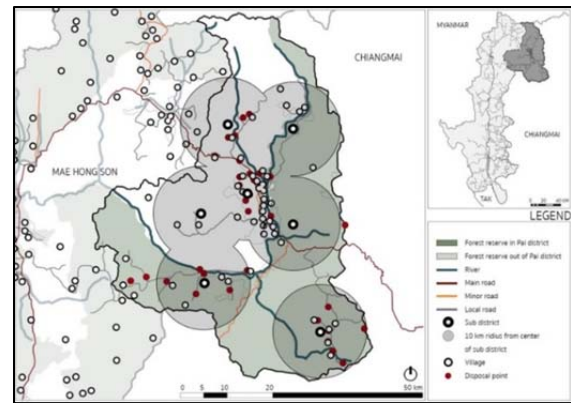 CHIANGMAI
MAE HONG SON
0
5
10
20
50 km
MYANMAR
CHIANGMAI
TAK
LEGEND
Forest reserve in Pai district
Forest reserve out of Pai district
River
Main road
Minor road
Local road
Sub district
10 km ridius from center
of sub district
Village
Disposal point